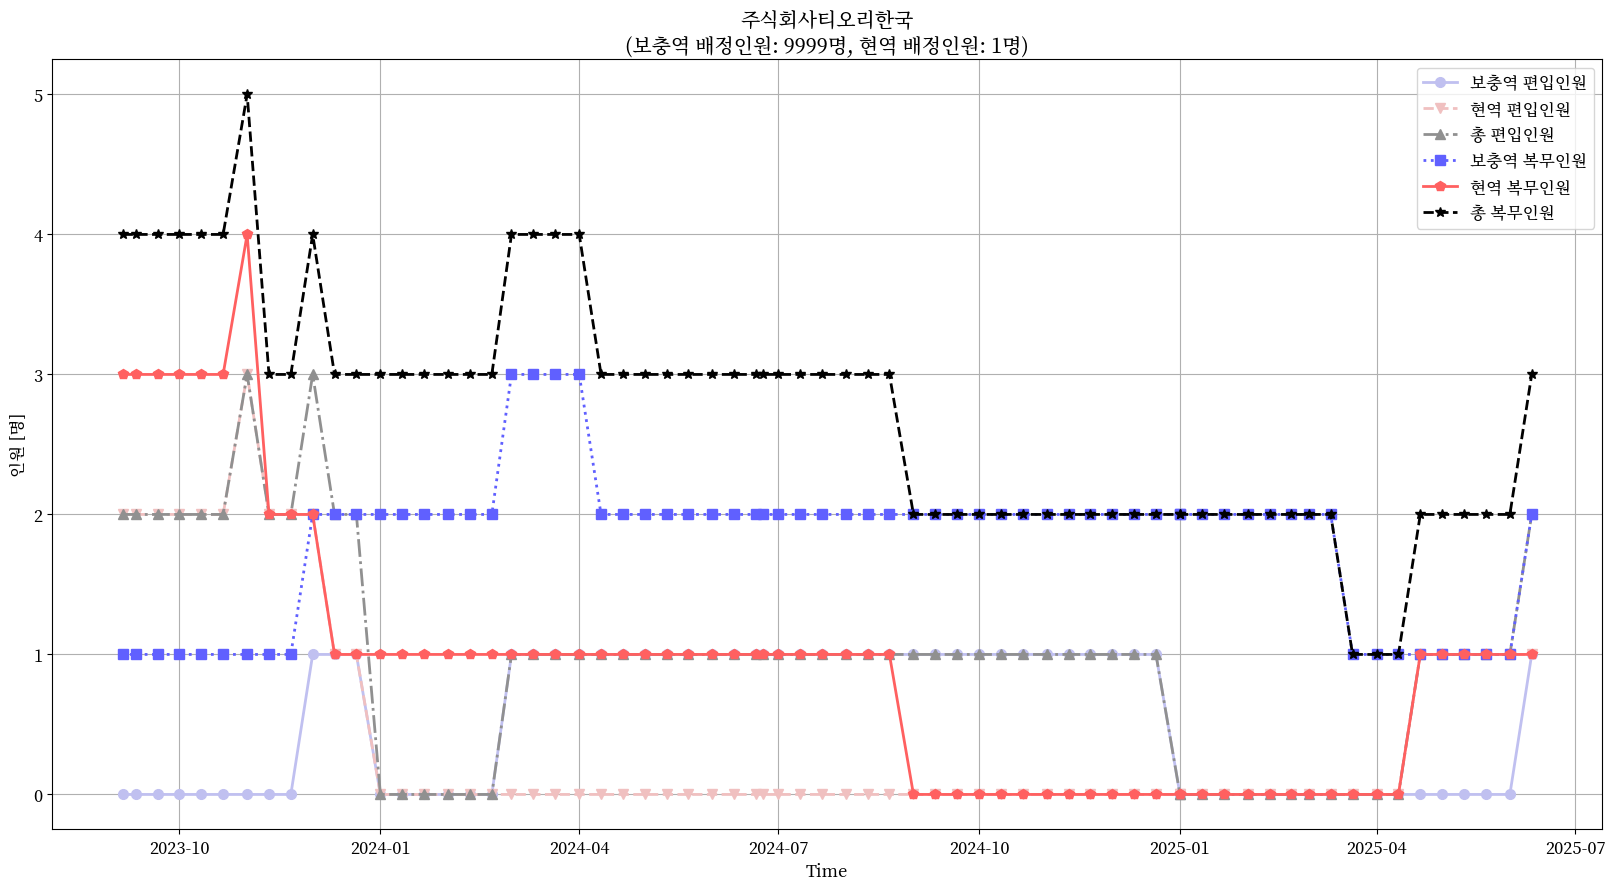 주식회사티오리한국
(보충역 배정인원: 9999명, 현역 배정인원: 1명)
보충역 편입인원
현역 편입인원
총 편입인원
보충역 복무인원
현역 복무인원
총 복무인원
인원 [명]
5
4
3
2
1
0
2023-10
2024-01
2024-04
2024-07
2024-10
2025-01
2025-04
2025-07
Time